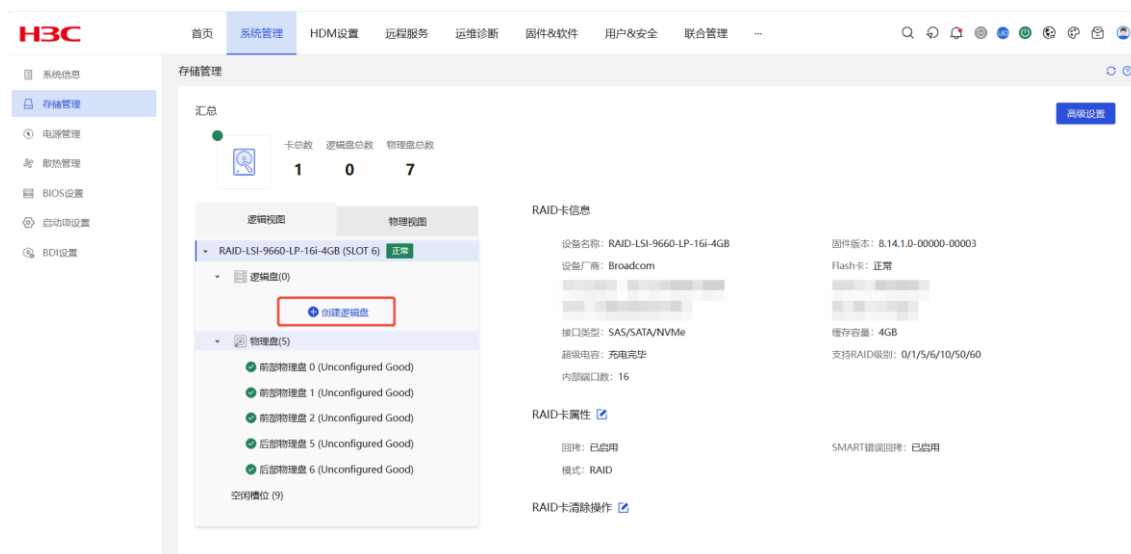 H3C
首页 系统管理 HDM设置 远程服务 运维诊断 固件&软件 用户&安全 联合管理 ...
UID
系统信息
存储管理
电源管理
散热管理
BIOS设置
启动项设置
BDI设置
存储管理
汇总
高级设置
卡总数 逻辑盘总数 物理盘总数
1 0 7
逻辑视图 物理视图
RAID-LSI-9660-LP-16i-4GB (SLOT 6) 正常
逻辑盘(0)
创建逻辑盘
物理盘(5)
前部物理盘 0 (Unconfigured Good)
前部物理盘 1 (Unconfigured Good)
前部物理盘 2 (Unconfigured Good)
后部物理盘 5 (Unconfigured Good)
后部物理盘 6 (Unconfigured Good)
空闲槽位 (9)
RAID卡信息
设备名称: RAID-LSI-9660-LP-16i-4GB 固件版本: 8.14.1.0-00000-00003
设备厂商: Broadcom Flash卡: 正常
接口类型: SAS/SATA/NVMe 缓存容量: 4GB
超级电容: 充电完毕 支持RAID级别: 0/1/5/6/10/50/60
内部端口数: 16
RAID卡属性
回拷: 已启用 SMART错误回拷: 已启用
模式: RAID
RAID卡清除操作